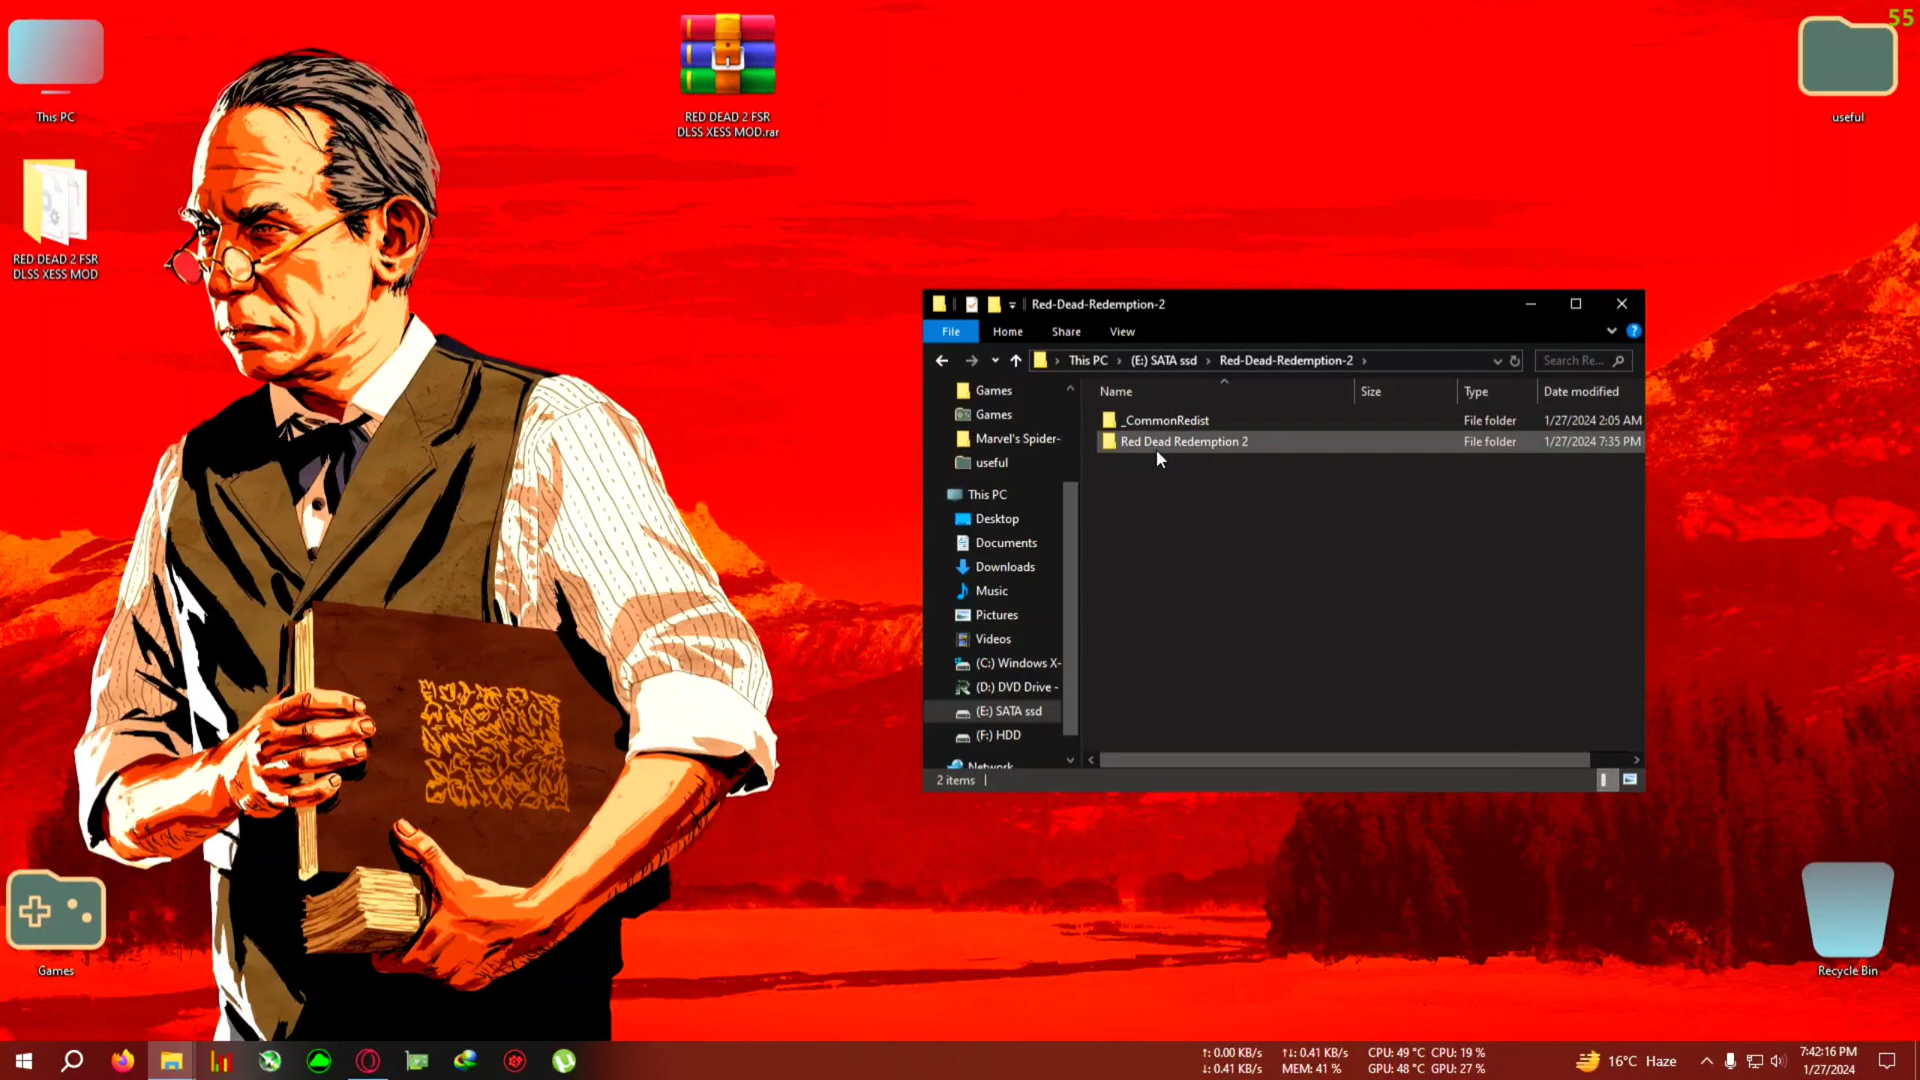 55
This PC
RED DEAD 2 FSR
DLSS XESS MOD.rar
useful
RED DEAD 2 FSR
DLSS XESS MOD
Red-Dead-Redemption-2
File Home Share View
This PC (E:) SATA ssd Red-Dead-Redemption-2 Search Re...
Name Size Type Date modified
_CommonRedist File folder 1/27/2024 2:05 AM
Red Dead Redemption 2 File folder 1/27/2024 7:35 PM
Games
Games
Marvel's Spider-
useful
This PC
Desktop
Documents
Downloads
Music
Pictures
Videos
(C:) Windows X-
(D:) DVD Drive -
(E:) SATA ssd
(F:) HDD
Network
2 items
Games
Recycle Bin
↑: 0.00 KB/s ↑↓: 0.41 KB/s CPU: 49 °C CPU: 19 %
↓: 0.41 KB/s MEM: 41 % GPU: 48 °C GPU: 27 %
16°C Haze
7:42:16 PM
1/27/2024